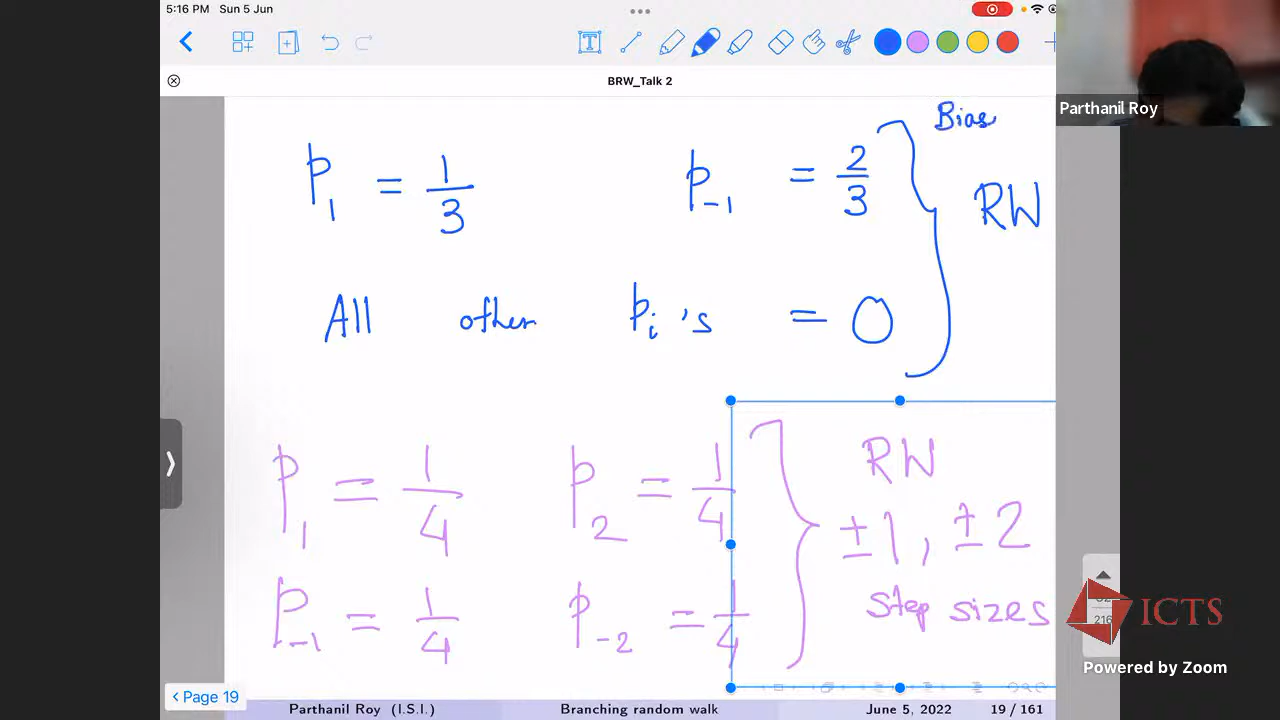 5:16 PM Sun 5 Jun
BRW_Talk 2
Parthanil Roy
Bias
p₁ = 1/3 p₋₁ = 2/3
RW
All other pᵢ's = 0
p₁ = 1/4 p₂ = 1/4
RW
±1, ±2
step sizes
p₋₁ = 1/4 p₋₂ = 1/4
216
ICTS
Powered by Zoom
Page 19
Parthanil Roy (I.S.I.) Branching random walk June 5, 2022 19 / 161